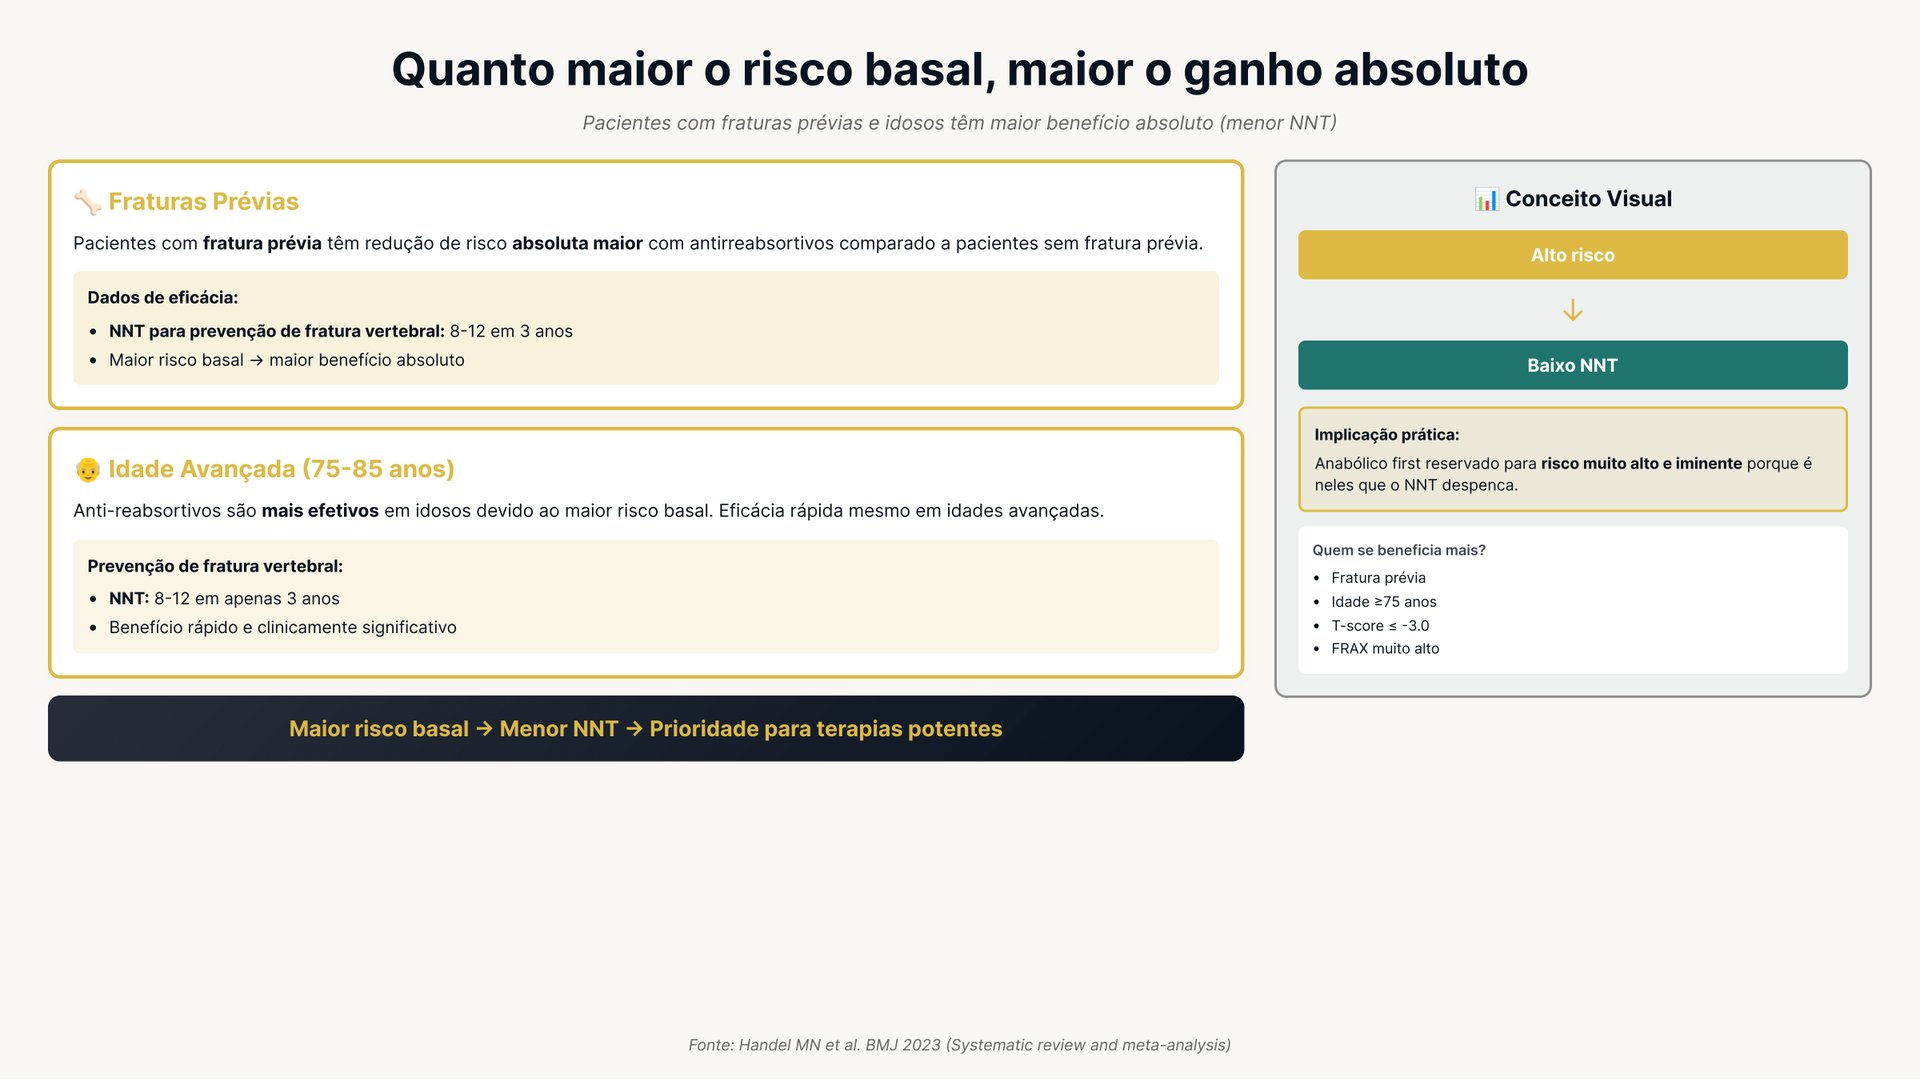 Quanto maior o risco basal, maior o ganho absoluto
Pacientes com fraturas prévias e idosos têm maior benefício absoluto (menor NNT)
🦴 Fraturas Prévias
Pacientes com fratura prévia têm redução de risco absoluta maior com antirreabsortivos comparado a pacientes sem fratura prévia.
Dados de eficácia:
• NNT para prevenção de fratura vertebral: 8-12 em 3 anos
• Maior risco basal → maior benefício absoluto
👴 Idade Avançada (75-85 anos)
Anti-reabsortivos são mais efetivos em idosos devido ao maior risco basal. Eficácia rápida mesmo em idades avançadas.
Prevenção de fratura vertebral:
• NNT: 8-12 em apenas 3 anos
• Benefício rápido e clinicamente significativo
Maior risco basal → Menor NNT → Prioridade para terapias potentes
📊 Conceito Visual
Alto risco
↓
Baixo NNT
Implicação prática:
Anabólico first reservado para risco muito alto e iminente porque é
neles que o NNT despenca.
Quem se beneficia mais?
• Fratura prévia
• Idade ≥75 anos
• T-score ≤ -3.0
• FRAX muito alto
Fonte: Handel MN et al. BMJ 2023 (Systematic review and meta-analysis)